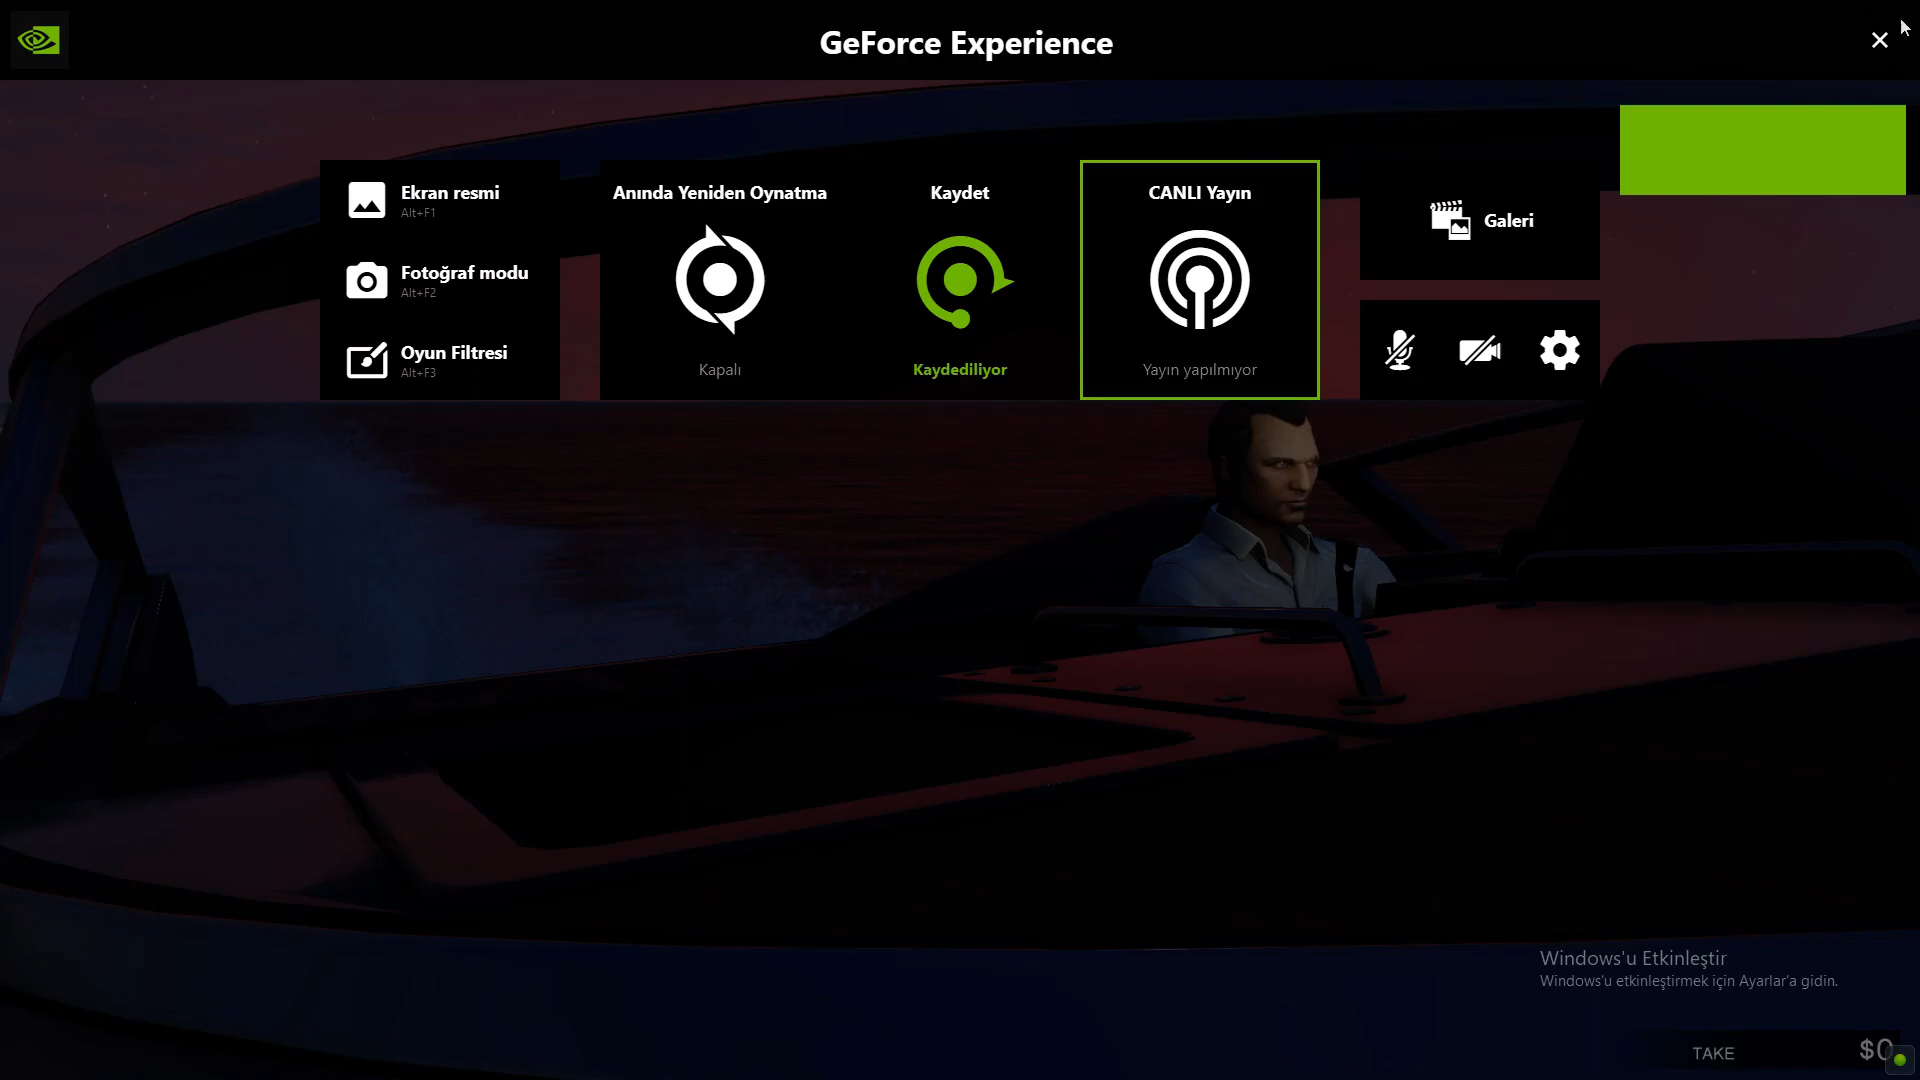 GeForce Experience
Ekran resmi
Alt+F1
Fotoğraf modu
Alt+F2
Oyun Filtresi
Alt+F3
Anında Yeniden Oynatma
Kapalı
Kaydet
Kaydediliyor
CANLI Yayın
Yayın yapılmıyor
Galeri
Windows'u Etkinleştir
Windows'u etkinleştirmek için Ayarlar'a gidin.
TAKE $0